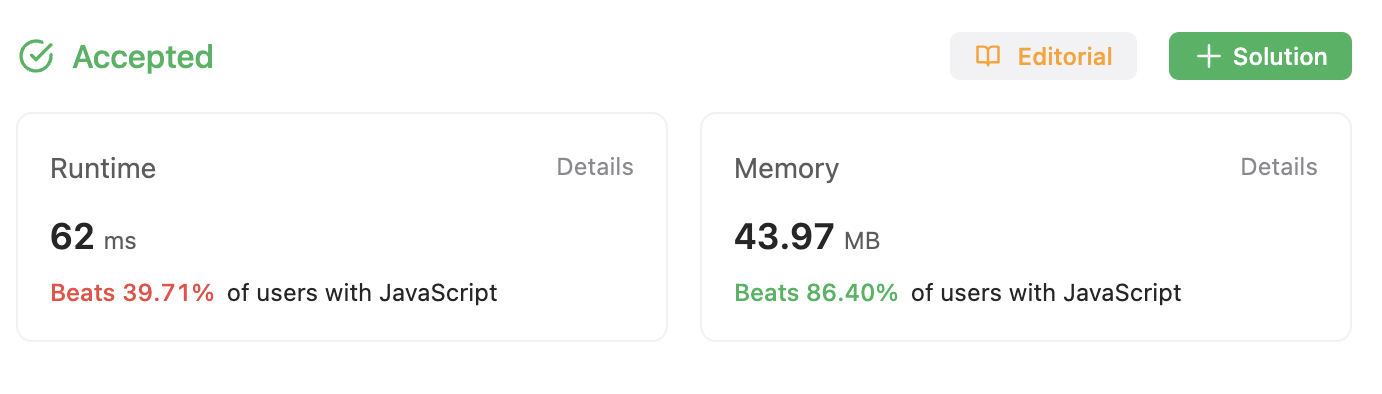 Accepted
Editorial
Solution
Runtime
Details
62 ms
Beats 39.71% of users with JavaScript
Memory
Details
43.97 MB
Beats 86.40% of users with JavaScript